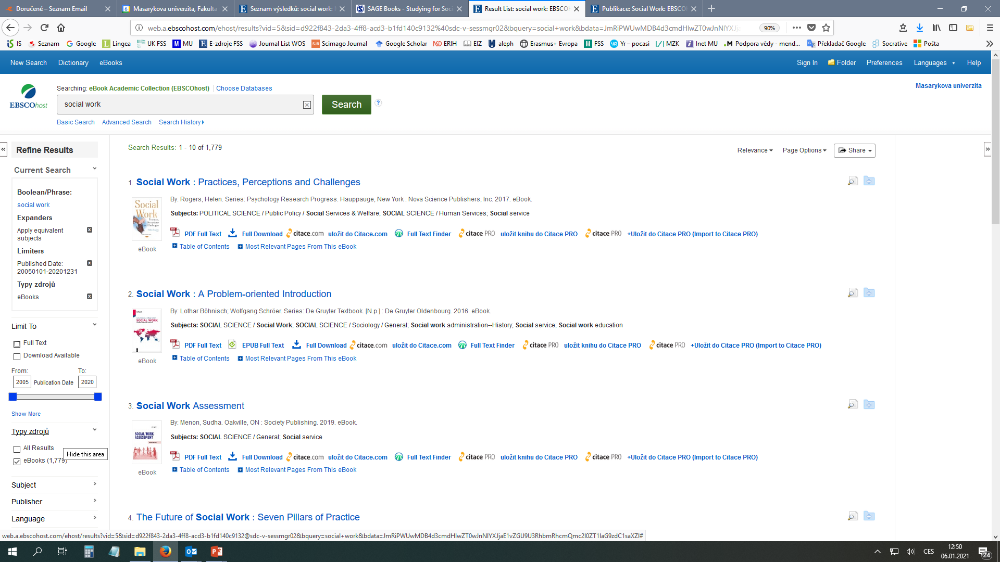 Doručené – Seznam Email
Masarykova univerzita, Fakulta
Seznam výsledků: social work:
SAGE Books - Studying for Soc
Result List: social work: EBSCO
Publikace: Social Work: EBSCO
web.a.ebscohost.com/ehost/results?vid=5&sid=d922f843-2da3-4ff8-acd3-b1fd140c9132%40sdc-v-sessmgr02&bquery=social+work&bdata=JmRiPWUwMDB4d3cmdHlwZT0wJnNlYXJja
90%
IS Seznam Google Lingea UK FSS MU E-zdroje FSS Journal List WOS Scimago Journal Google Scholar ERIH EIZ aleph Erasmus+ Evropa FSS Yr – pocasi MZK Inet MU Podpora vědy - mend... Překladač Google Socrative Pošta
New Search Dictionary eBooks
Sign In Folder Preferences Languages Help
Masarykova univerzita
EBSCOhost
Searching: eBook Academic Collection (EBSCOhost) Choose Databases
social work
Search
?
Basic Search Advanced Search Search History
Refine Results
Current Search
Boolean/Phrase:
social work
Expanders
Apply equivalent
subjects
Limiters
Published Date:
20050101-20201231
Typy zdrojů
eBooks
Limit To
Full Text
Download Available
From: To:
2005 Publication Date 2020
Show More
Typy zdrojů
All Results
eBooks (1,779)
Hide this area
Subject
Publisher
Language
Search Results: 1 - 10 of 1,779
Relevance Page Options Share
1. Social Work : Practices, Perceptions and Challenges
Social
Work
By: Rogers, Helen. Series: Psychology Research Progress. Hauppauge, New York : Nova Science Publishers, Inc. 2017. eBook.
Subjects: POLITICAL SCIENCE / Public Policy / Social Services & Welfare; SOCIAL SCIENCE / Human Services; Social service
PDF Full Text Full Download citace.com uložit do Citace.com Full Text Finder citace PRO uložit knihu do Citace PRO citace PRO +Uložit do Citace PRO (Import to Citace PRO)
eBook
Table of Contents Most Relevant Pages From This eBook
2. Social Work : A Problem-oriented Introduction
SOCIAL WORK
By: Lothar Böhnisch; Wolfgang Schröer. Series: De Gruyter Textbook. [N.p.] : De Gruyter Oldenbourg. 2016. eBook.
Subjects: SOCIAL SCIENCE / Social Work; SOCIAL SCIENCE / Sociology / General; Social work administration--History; Social service; Social work education
PDF Full Text EPUB Full Text Full Download citace.com uložit do Citace.com Full Text Finder citace PRO uložit knihu do Citace PRO citace PRO +Uložit do Citace PRO (Import to Citace PRO)
eBook
Table of Contents Most Relevant Pages From This eBook
3. Social Work Assessment
SOCIAL WORK
ASSESSMENT
By: Menon, Sudha. Oakville, ON : Society Publishing. 2019. eBook.
Subjects: SOCIAL SCIENCE / General; Social service
PDF Full Text Full Download citace.com uložit do Citace.com Full Text Finder citace PRO uložit knihu do Citace PRO citace PRO +Uložit do Citace PRO (Import to Citace PRO)
eBook
Table of Contents Most Relevant Pages From This eBook
4. The Future of Social Work : Seven Pillars of Practice
web.a.ebscohost.com/ehost/results?vid=5&sid=d922f843-2da3-4ff8-acd3-b1fd140c9132@sdc-v-sessmgr02&bquery=social+work&bdata=JmRiPWUwMDB4d3cmdHlwZT0wJnNlYXJjaE1vZGU9U3RhbmRhcmQmc2l0ZT1laG9zdC1saXZl#
CES
12:50
06.01.2021
24